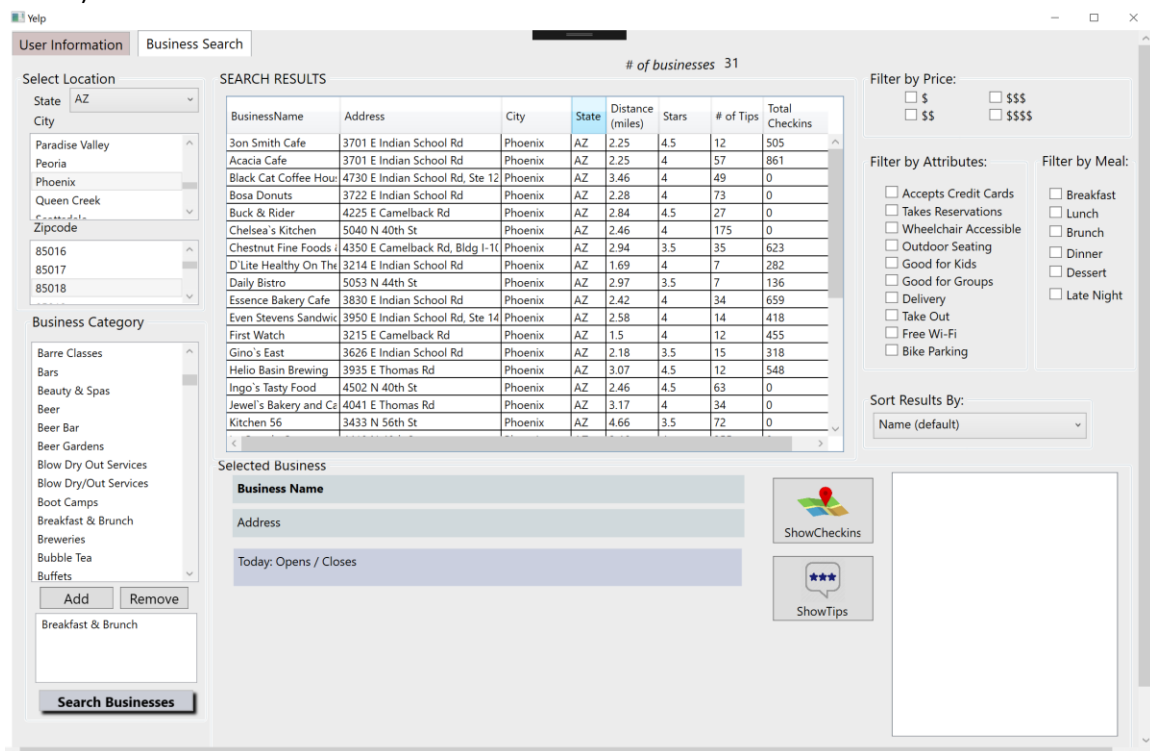 Yelp
User Information Business Search
# of businesses 31
Select Location
State AZ
City
Paradise Valley
Peoria
Phoenix
Queen Creek
Zipcode
85016
85017
85018
Business Category
Barre Classes
Bars
Beauty & Spas
Beer
Beer Bar
Beer Gardens
Blow Dry Out Services
Blow Dry/Out Services
Boot Camps
Breakfast & Brunch
Breweries
Bubble Tea
Buffets
Add Remove
Breakfast & Brunch
Search Businesses
SEARCH RESULTS
BusinessName Address City State Distance (miles) Stars # of Tips Total Checkins
3on Smith Cafe 3701 E Indian School Rd Phoenix AZ 2.25 4.5 12 505
Acacia Cafe 3701 E Indian School Rd Phoenix AZ 2.25 4 57 861
Black Cat Coffee Hou 4730 E Indian School Rd, Ste 12 Phoenix AZ 3.46 4 49 0
Bosa Donuts 3722 E Indian School Rd Phoenix AZ 2.28 4 73 0
Buck & Rider 4225 E Camelback Rd Phoenix AZ 2.84 4.5 27 0
Chelsea`s Kitchen 5040 N 40th St Phoenix AZ 2.46 4 175 0
Chestnut Fine Foods 4350 E Camelback Rd, Bldg I-1 Phoenix AZ 2.94 3.5 35 623
D`Lite Healthy On The 3214 E Indian School Rd Phoenix AZ 1.69 4 7 282
Daily Bistro 5053 N 44th St Phoenix AZ 2.97 3.5 7 136
Essence Bakery Cafe 3830 E Indian School Rd Phoenix AZ 2.42 4 34 659
Even Stevens Sandwic 3950 E Indian School Rd, Ste 14 Phoenix AZ 2.58 4 14 418
First Watch 3215 E Camelback Rd Phoenix AZ 1.5 4 12 455
Gino`s East 3626 E Indian School Rd Phoenix AZ 2.18 3.5 15 318
Helio Basin Brewing 3935 E Thomas Rd Phoenix AZ 3.07 4.5 12 548
Ingo`s Tasty Food 4502 N 40th St Phoenix AZ 2.46 4.5 63 0
Jewel`s Bakery and Ca 4041 E Thomas Rd Phoenix AZ 3.17 4 34 0
Kitchen 56 3433 N 56th St Phoenix AZ 4.66 3.5 72 0
Selected Business
Business Name
Address
Today: Opens / Closes
ShowCheckins
ShowTips
Filter by Price:
$ $$$
$$ $$$$
Filter by Attributes:
Accepts Credit Cards
Takes Reservations
Wheelchair Accessible
Outdoor Seating
Good for Kids
Good for Groups
Delivery
Take Out
Free Wi-Fi
Bike Parking
Filter by Meal:
Breakfast
Lunch
Brunch
Dinner
Dessert
Late Night
Sort Results By:
Name (default)